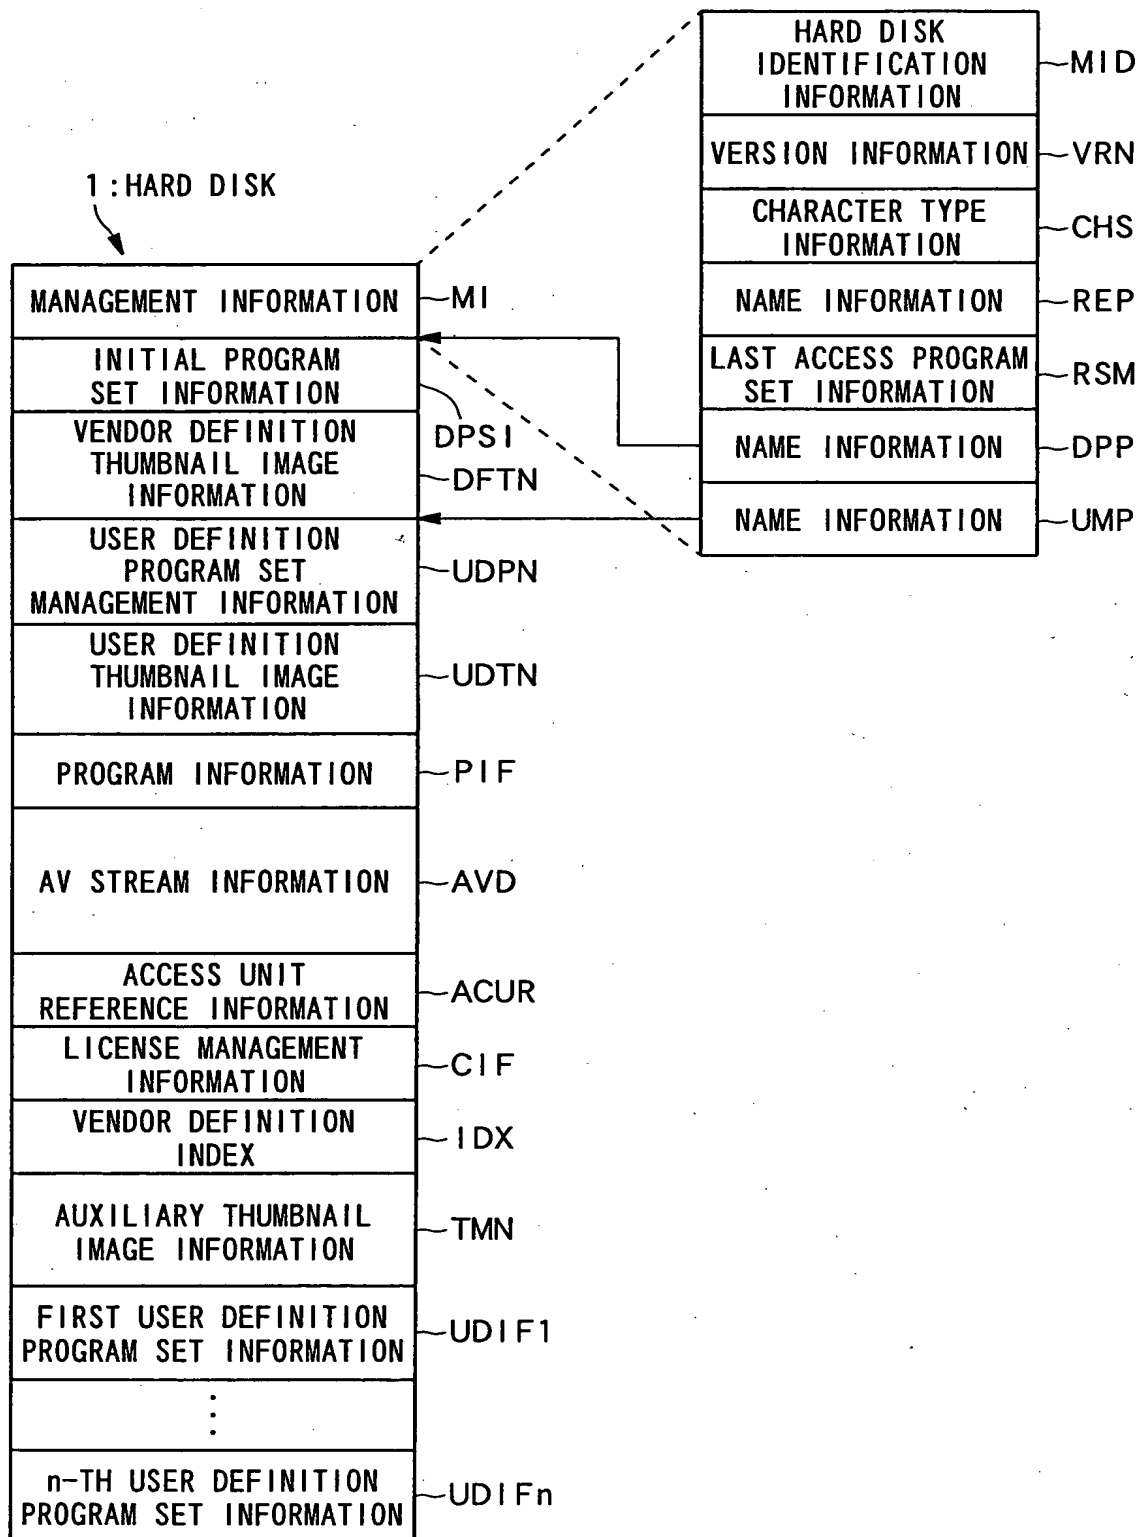 1:HARD DISK
MANAGEMENT INFORMATION
MI
INITIAL PROGRAM
SET INFORMATION
DPSI
VENDOR DEFINITION
THUMBNAIL IMAGE
INFORMATION
DFTN
USER DEFINITION
PROGRAM SET
MANAGEMENT INFORMATION
UDPN
USER DEFINITION
THUMBNAIL IMAGE
INFORMATION
UDTN
PROGRAM INFORMATION
PIF
AV STREAM INFORMATION
AVD
ACCESS UNIT
REFERENCE INFORMATION
ACUR
LICENSE MANAGEMENT
INFORMATION
CIF
VENDOR DEFINITION
INDEX
IDX
AUXILIARY THUMBNAIL
IMAGE INFORMATION
TMN
FIRST USER DEFINITION
PROGRAM SET INFORMATION
UDIF1
n-TH USER DEFINITION
PROGRAM SET INFORMATION
UDIFn
HARD DISK
IDENTIFICATION
INFORMATION
MID
VERSION INFORMATION
VRN
CHARACTER TYPE
INFORMATION
CHS
NAME INFORMATION
REP
LAST ACCESS PROGRAM
SET INFORMATION
RSM
NAME INFORMATION
DPP
NAME INFORMATION
UMP